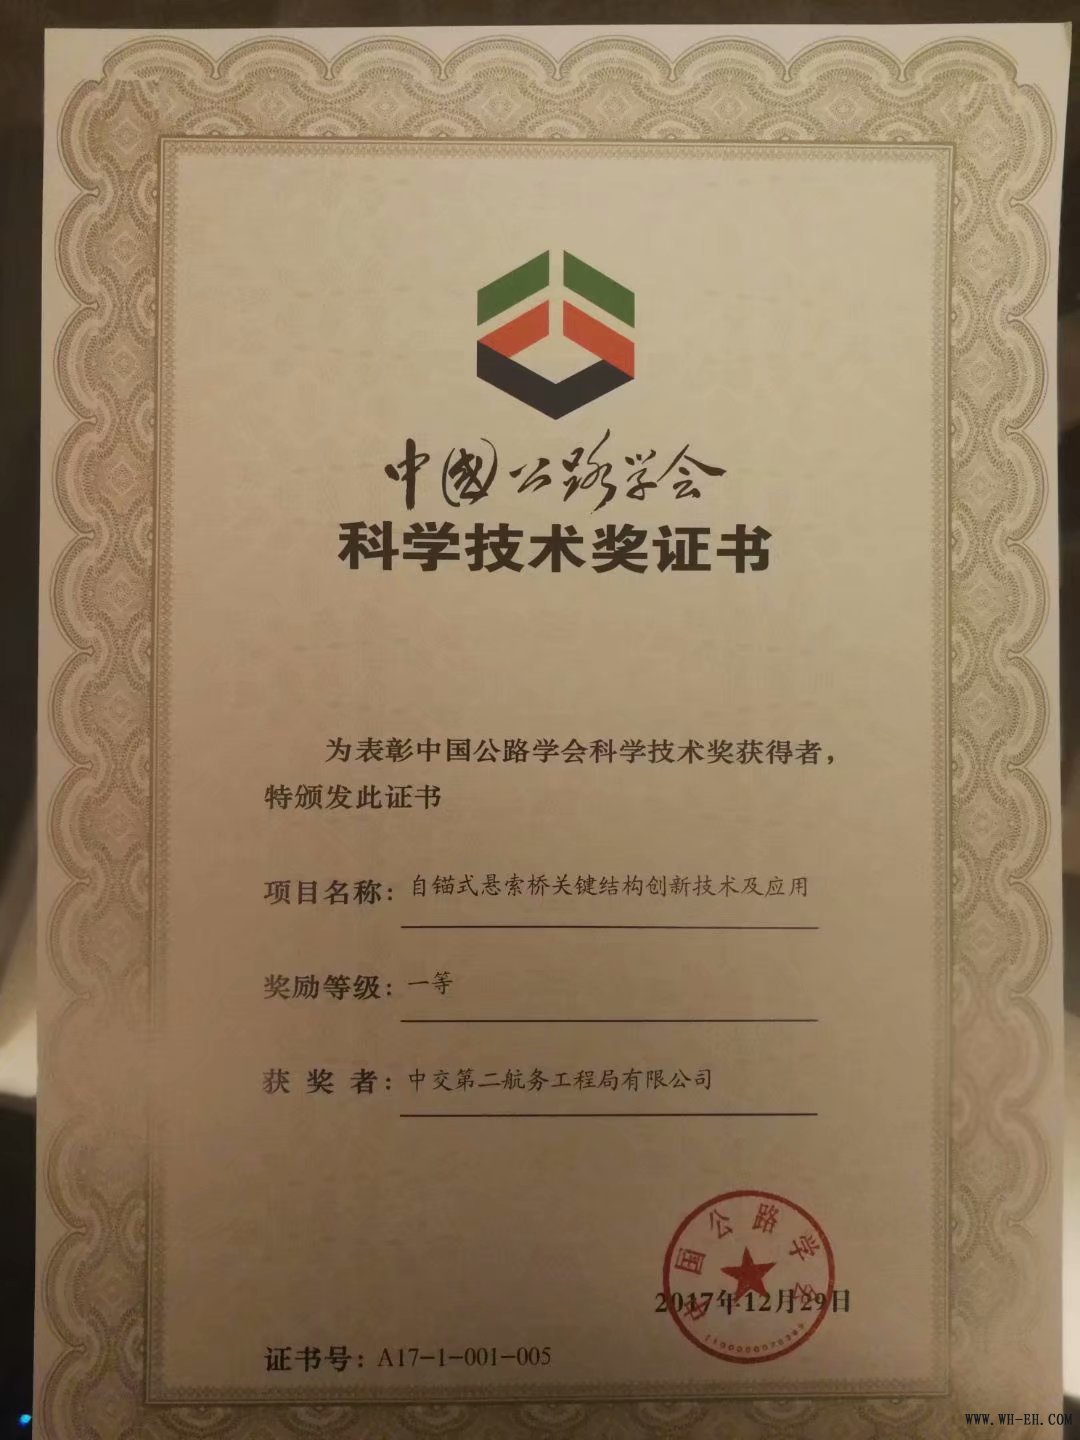 中国公路学会
科学技术奖证书
为表彰中国公路学会科学技术奖获得者，
特颁发此证书
项目名称：自锚式悬索桥关键结构创新技术及应用
奖励等级：一等
获奖者：中交第二航务工程局有限公司
中国公路学会
2017年12月29日
证书号：A17-1-001-005
WWW.WH-EH.COM